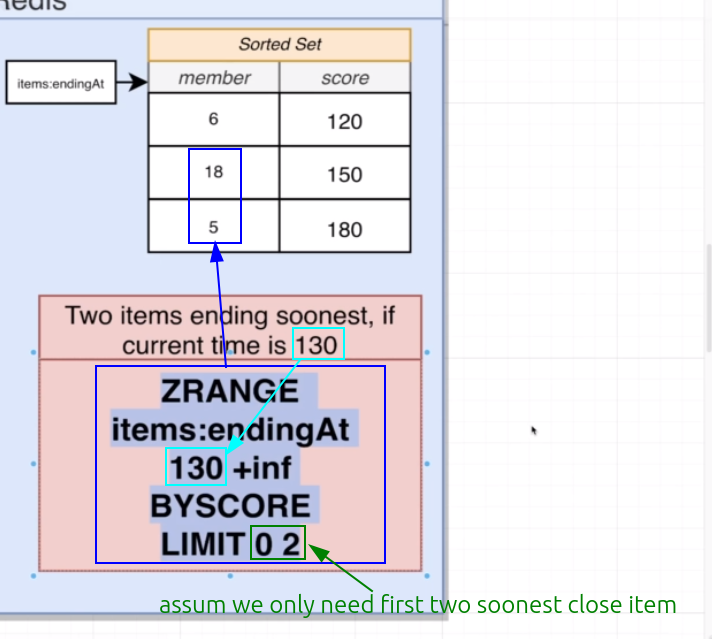 Redis
Sorted Set
items:endingAt
member score
6 120
18 150
5 180
Two items ending soonest, if
current time is 130
ZRANGE
items:endingAt
130 +inf
BYSCORE
LIMIT 0 2
assum we only need first two soonest close item